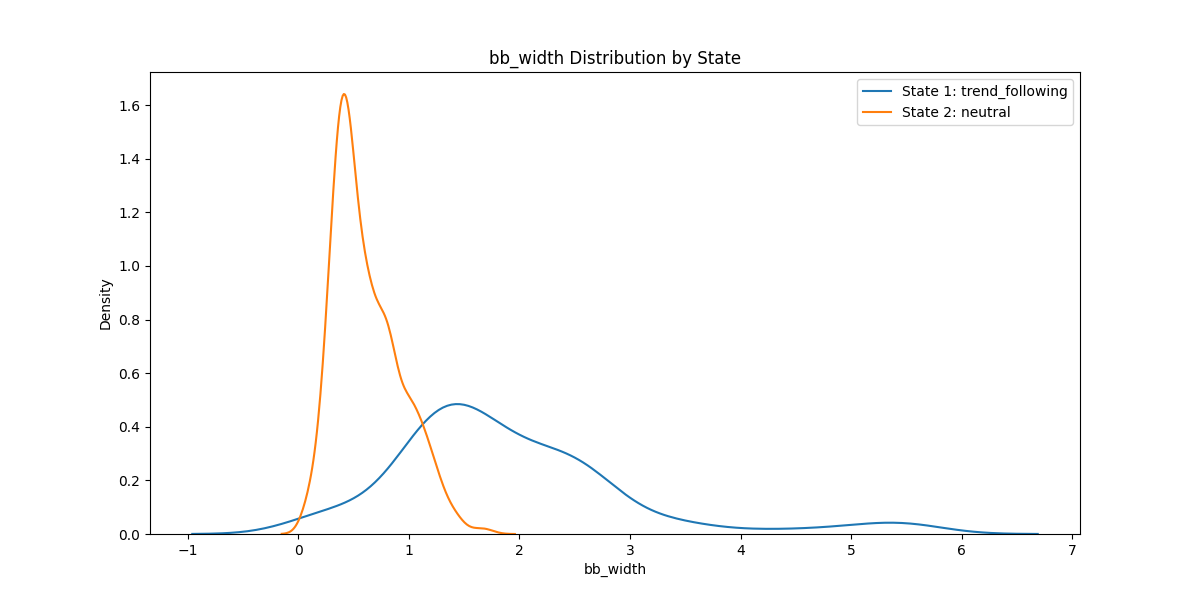 bb_width Distribution by State
State 1: trend_following
State 2: neutral
Density
1.6
1.4
1.2
1.0
0.8
0.6
0.4
0.2
0.0
−1 0 1 2 3 4 5 6 7
bb_width